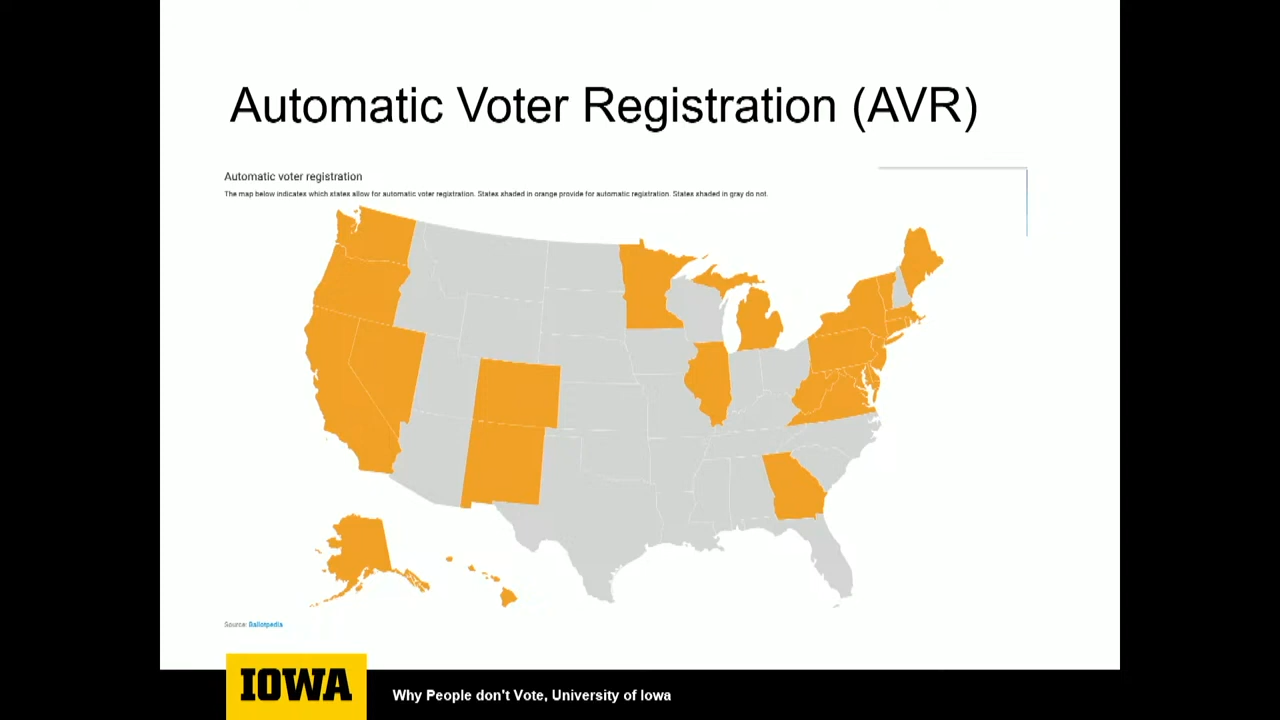 Automatic Voter Registration (AVR)
Automatic voter registration
The map below indicates which states allow for automatic voter registration. States shaded in orange provide for automatic registration. States shaded in gray do not.
Source: Ballotpedia
IOWA
Why People don't Vote, University of Iowa